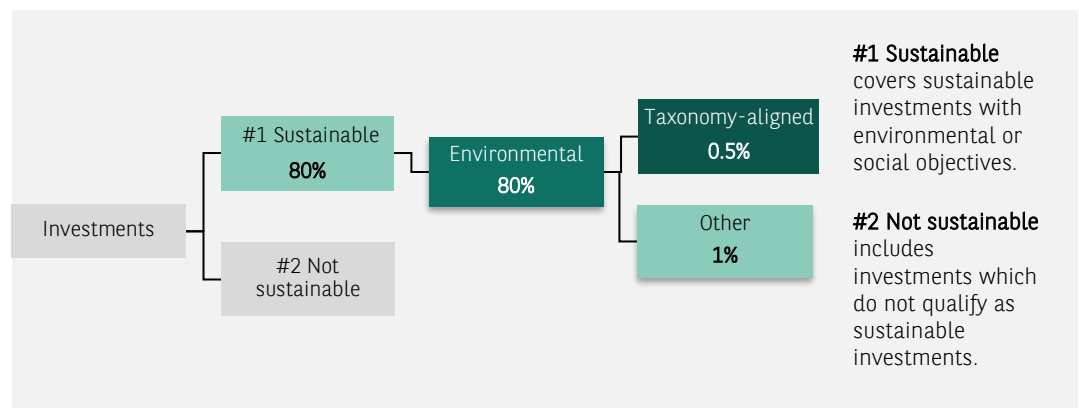 Investments
#1 Sustainable
80%
#2 Not
sustainable
Environmental
80%
Taxonomy-aligned
0.5%
Other
1%
#1 Sustainable
covers sustainable
investments with
environmental or
social objectives.
#2 Not sustainable
includes
investments which
do not qualify as
sustainable
investments.